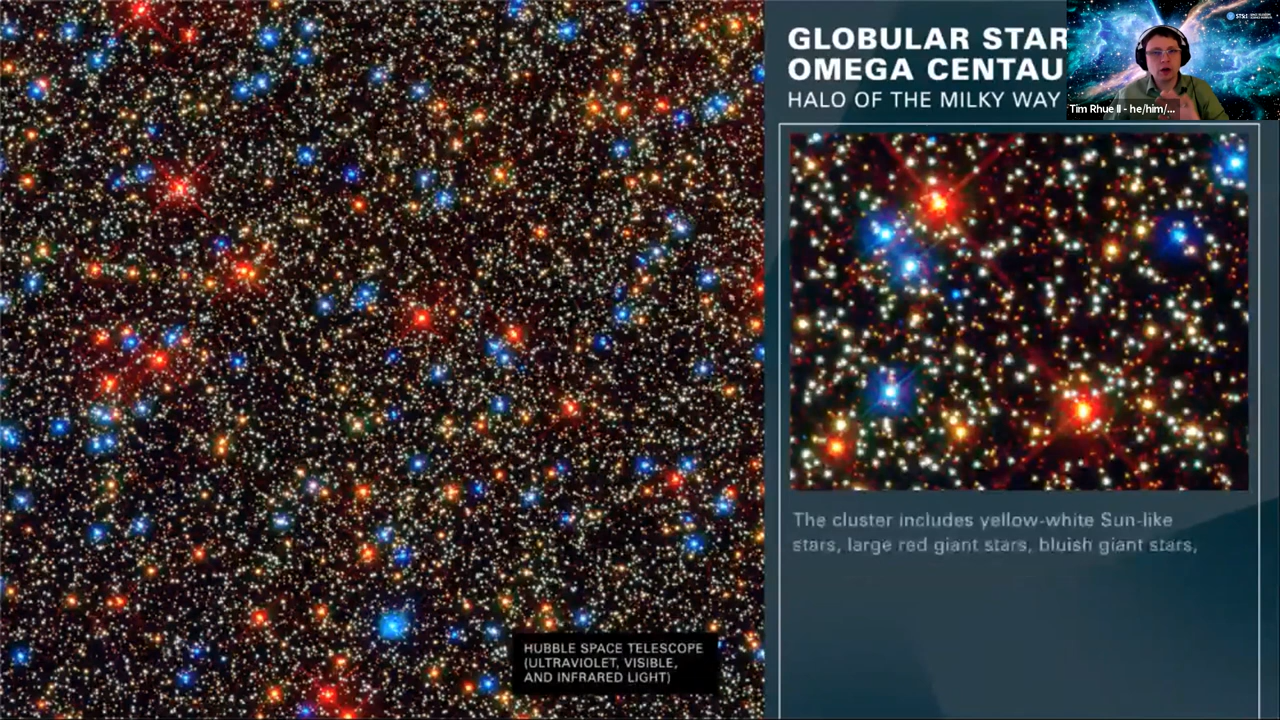 GLOBULAR STAR
OMEGA CENTAU
HALO OF THE MILKY WAY
STScI
Tim Rhue II - he/him/...
The cluster includes yellow-white Sun-like
stars, large red giant stars, bluish giant stars,
HUBBLE SPACE TELESCOPE
(ULTRAVIOLET, VISIBLE,
AND INFRARED LIGHT)